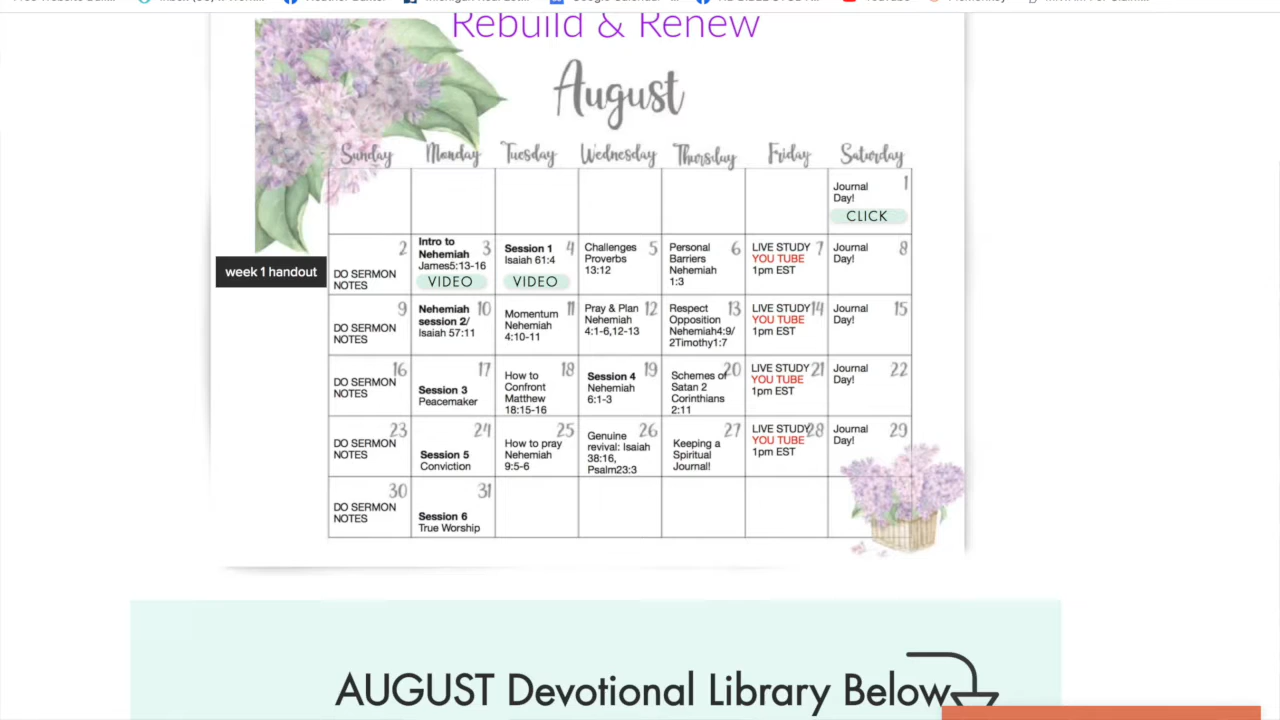 Rebuild & Renew
August
Sunday Monday Tuesday Wednesday Thursday Friday Saturday
1
Journal
Day!
CLICK
week 1 handout
2
DO SERMON
NOTES
3
Intro to
Nehemiah
James5:13-16
VIDEO
4
Session 1
Isaiah 61:4
VIDEO
5
Challenges
Proverbs
13:12
6
Personal
Barriers
Nehemiah
1:3
7
LIVE STUDY
YOU TUBE
1pm EST
8
Journal
Day!
9
DO SERMON
NOTES
10
Nehemiah
session 2/
Isaiah 57:11
11
Momentum
Nehemiah
4:10-11
12
Pray & Plan
Nehemiah
4:1-6,12-13
13
Respect
Opposition
Nehemiah4:9/
2Timothy1:7
14
LIVE STUDY
YOU TUBE
1pm EST
15
Journal
Day!
16
DO SERMON
NOTES
17
Session 3
Peacemaker
18
How to
Confront
Matthew
18:15-16
19
Session 4
Nehemiah
6:1-3
20
Schemes of
Satan 2
Corinthians
2:11
21
LIVE STUDY
YOU TUBE
1pm EST
22
Journal
Day!
23
DO SERMON
NOTES
24
Session 5
Conviction
25
How to pray
Nehemiah
9:5-6
26
Genuine
revival: Isaiah
38:16,
Psalm23:3
27
Keeping a
Spiritual
Journal!
28
LIVE STUDY
YOU TUBE
1pm EST
29
Journal
Day!
30
DO SERMON
NOTES
31
Session 6
True Worship
AUGUST Devotional Library Below